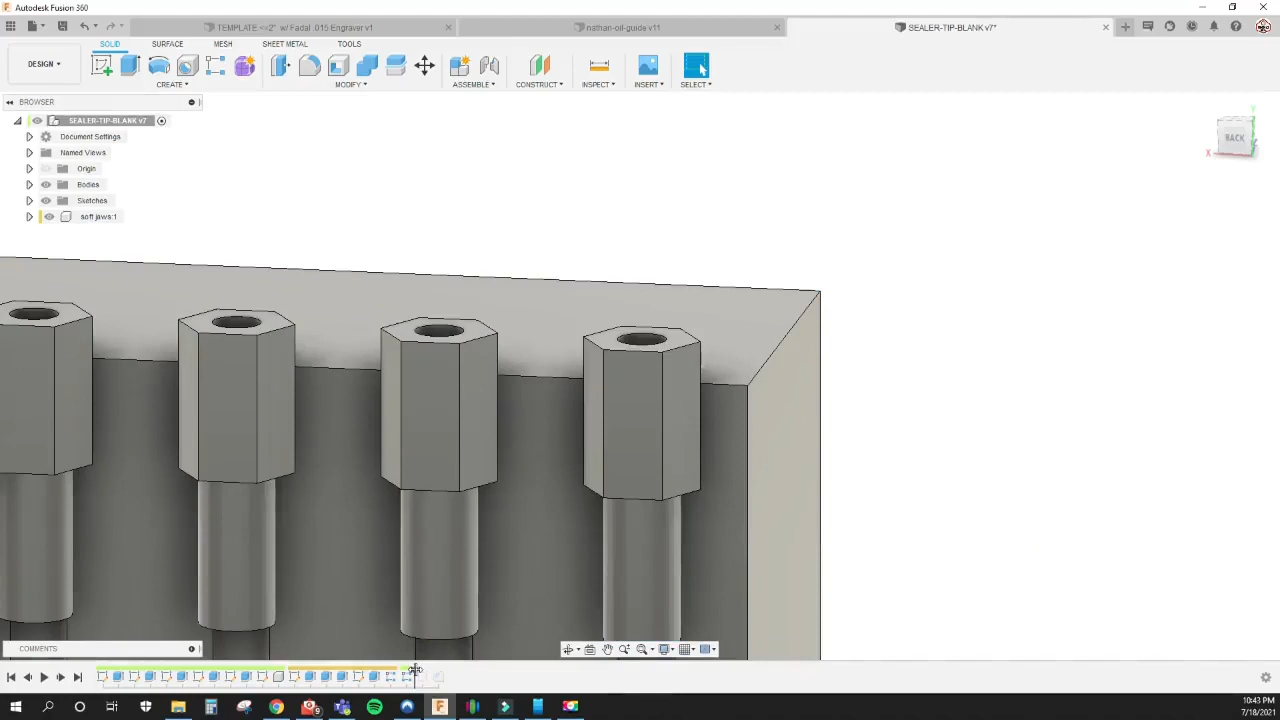 Autodesk Fusion 360
TEMPLATE <=2" w/ Fadal .015 Engraver v1
nathan-oil-guide v11
SEALER-TIP-BLANK v7*
SOLID SURFACE MESH SHEET METAL TOOLS
DESIGN
CREATE MODIFY ASSEMBLE CONSTRUCT INSPECT INSERT SELECT
BROWSER
SEALER-TIP-BLANK v7
Document Settings
Named Views
Origin
Bodies
Sketches
soft jaws:1
BACK
X
Y
COMMENTS
10:43 PM
7/18/2021